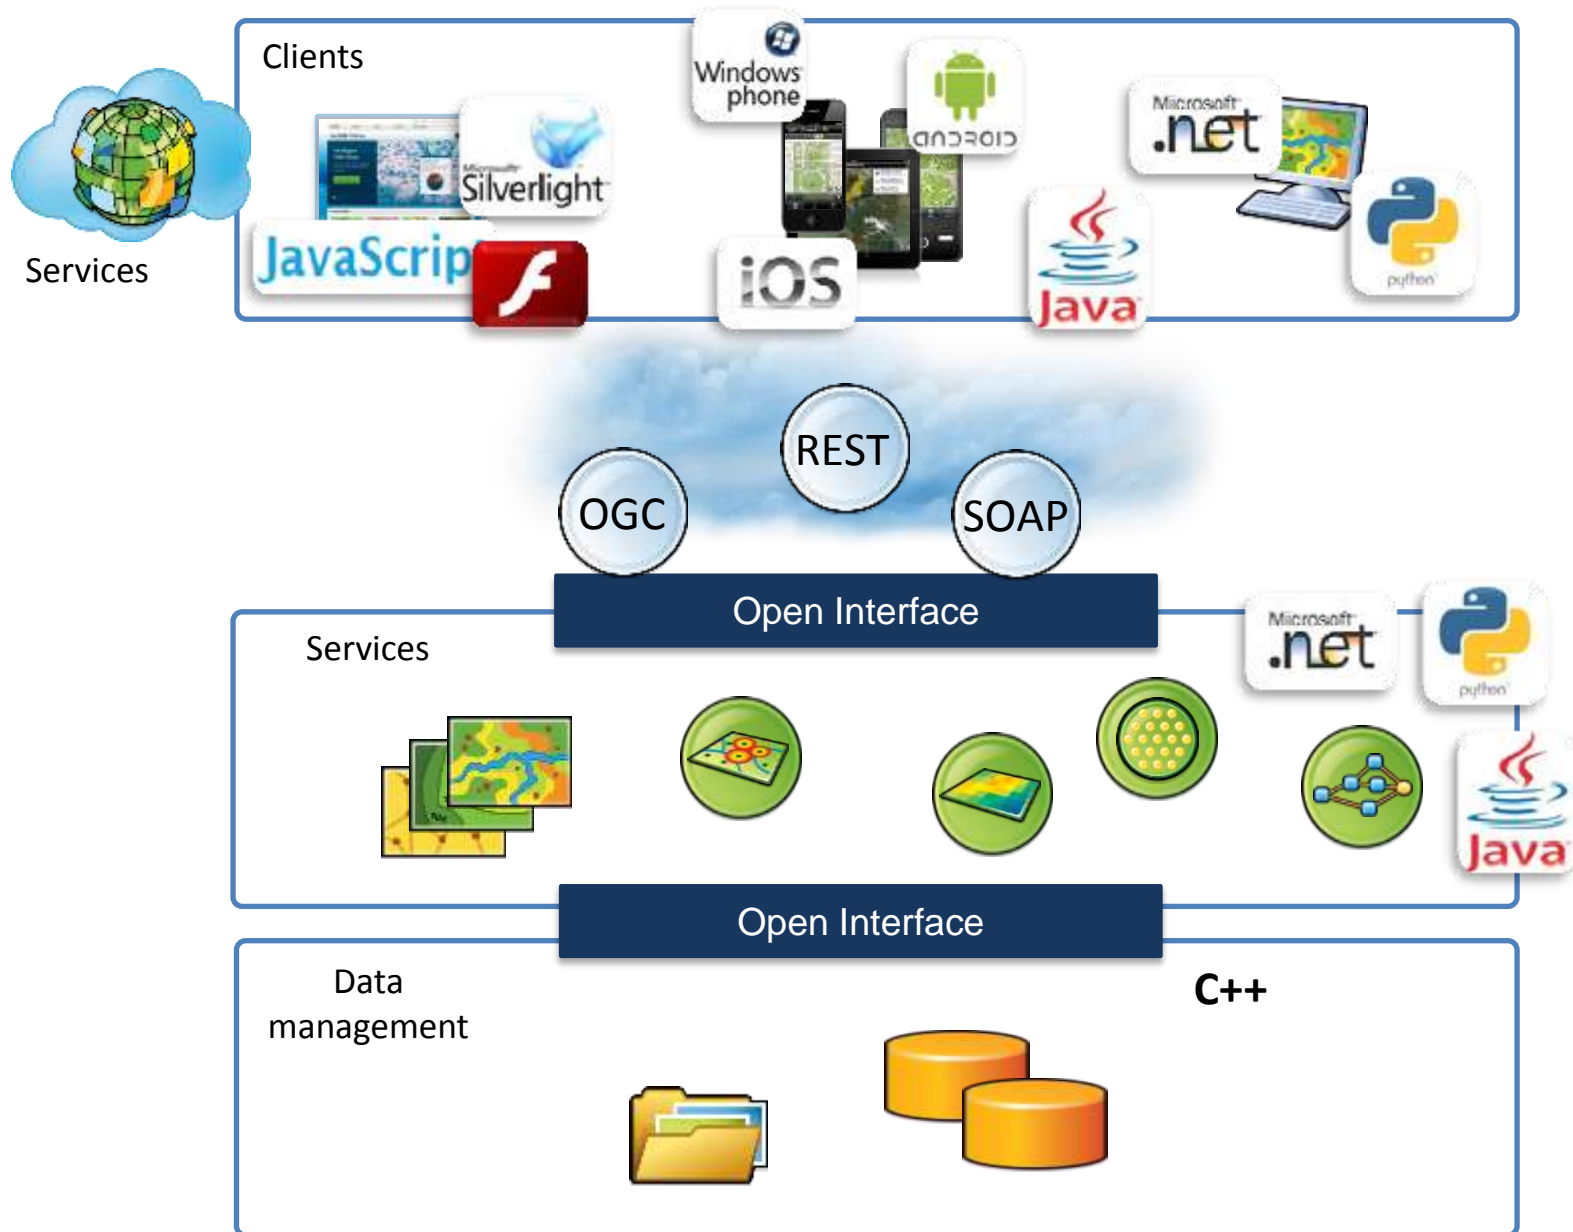 Clients
Windows
phone
ANDROID
Microsoft
.net
Microsoft
Silverlight
JavaScrip
iOS
Java
python
Services
REST
OGC
SOAP
Open Interface
Services
Microsoft
.net
python
Java
Open Interface
Data
management
C++